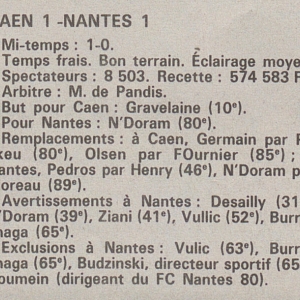 AEN 1 -NANTES 1
Mi-temps : 1-0.
Temps frais. Bon terrain. Éclairage moye
Spectateurs : 8 503. Recette : 574 583 F
Arbitre : M. de Pandis.
But pour Caen : Gravelaine (10e).
Pour Nantes : N'Doram (80e).
Remplacements : à Caen, Germain par P
keu (80e), Olsen par FOurnier (85e) ;
antes, Pedros par Henry (46e), N'Doram p
oreau (89e).
Avertissements à Nantes : Desailly (31
'Doram (39e), Ziani (41e), Vullic (52e), Burr
haga (65e).
Exclusions à Nantes : Vulic (63e), Burr
haga (65e), Budzinski, directeur sportif (65
oumein (dirigeant du FC Nantes 80).